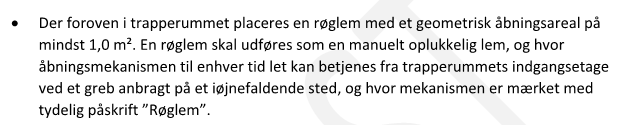 • Der foroven i trapperummet placeres en røglem med et geometrisk åbningsareal på
mindst 1,0 m². En røglem skal udføres som en manuelt oplukkelig lem, og hvor
åbningsmekanismen til enhver tid let kan betjenes fra trapperummets indgangsetage
ved et greb anbragt på et iøjnefaldende sted, og hvor mekanismen er mærket med
tydelig påskrift ”Røglem”.